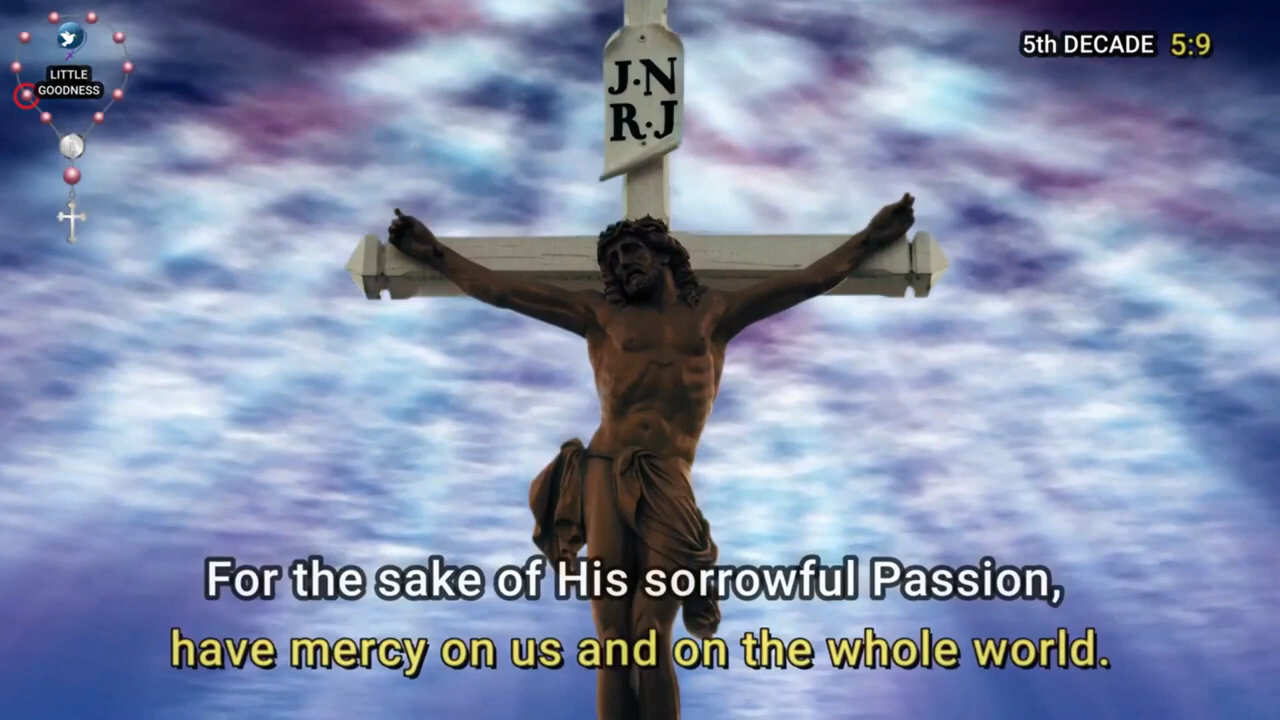 LITTLE
GOODNESS
5th DECADE 5:9
J·N
R·J
For the sake of His sorrowful Passion,
have mercy on us and on the whole world.